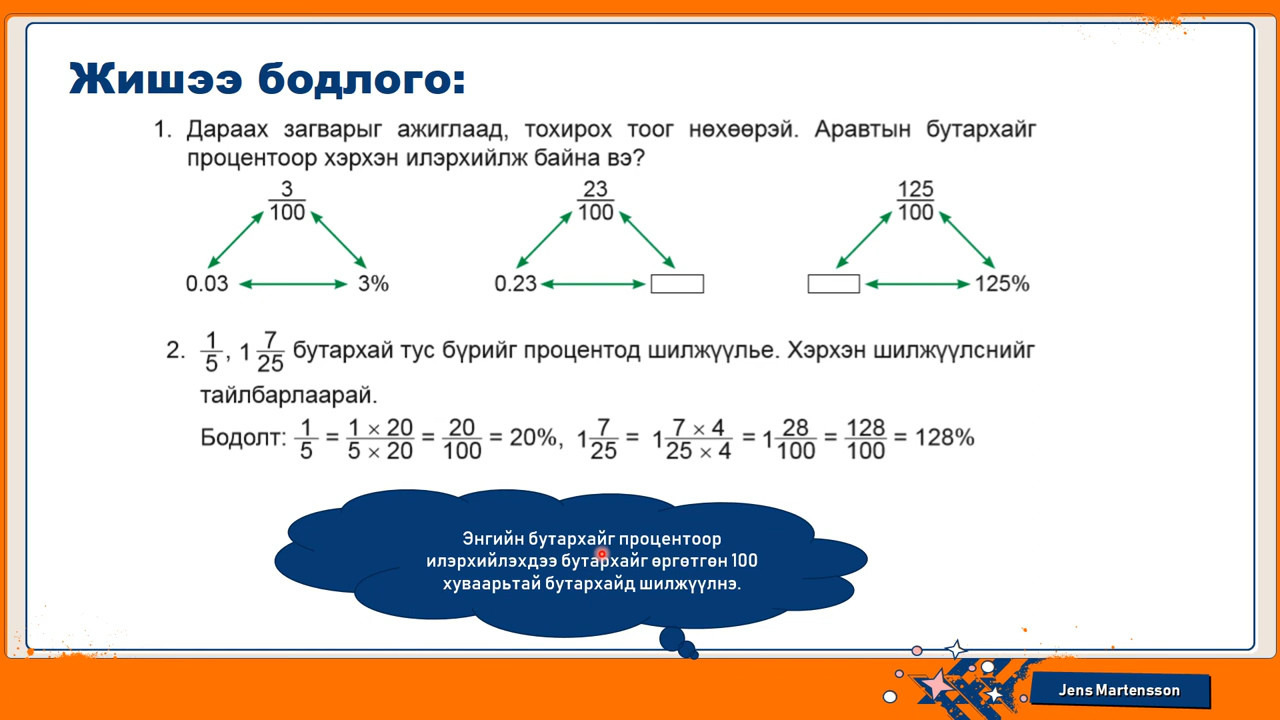 Жишээ бодлого:
1. Дараах загварыг ажиглаад, тохирох тоог нөхөөрэй. Аравтын бутархайг
процентоор хэрхэн илэрхийлж байна вэ?
3/100 23/100 125/100
0.03 3% 0.23 125%
2. 1/5, 1 7/25 бутархай тус бүрийг процентод шилжүүлье. Хэрхэн шилжүүлснийг
тайлбарлаарай.
Бодолт: 1/5 = 1 × 20/5 × 20 = 20/100 = 20%, 1 7/25 = 1 7 × 4/25 × 4 = 1 28/100 = 128/100 = 128%
Энгийн бутархайг процентоор
илэрхийлэхдээ бутархайг өргөтгөн 100
хуваарьтай бутархайд шилжүүлнэ.
Jens Martensson